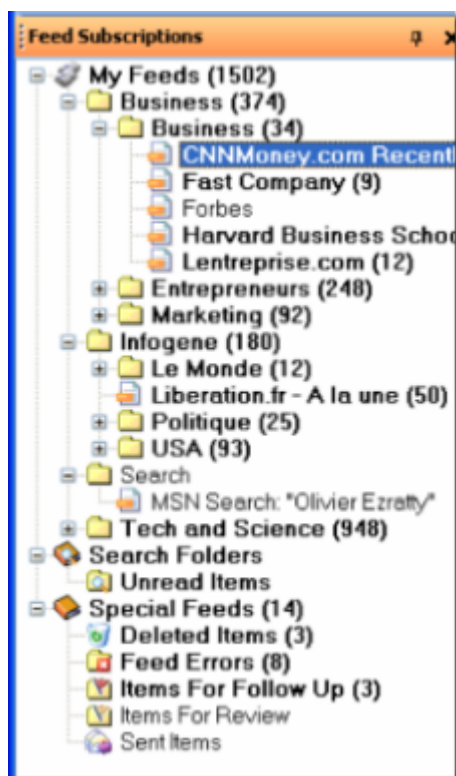 Feed Subscriptions
My Feeds (1502)
Business (374)
Business (34)
CNNMoney.com Recentl
Fast Company (9)
Forbes
Harvard Business Schoo
Lentreprise.com (12)
Entrepreneurs (248)
Marketing (92)
Infogene (180)
Le Monde (12)
Liberation.fr - A la une (50)
Politique (25)
USA (93)
Search
MSN Search: "Olivier Ezratty"
Tech and Science (948)
Search Folders
Unread Items
Special Feeds (14)
Deleted Items (3)
Feed Errors (8)
Items For Follow Up (3)
Items For Review
Sent Items